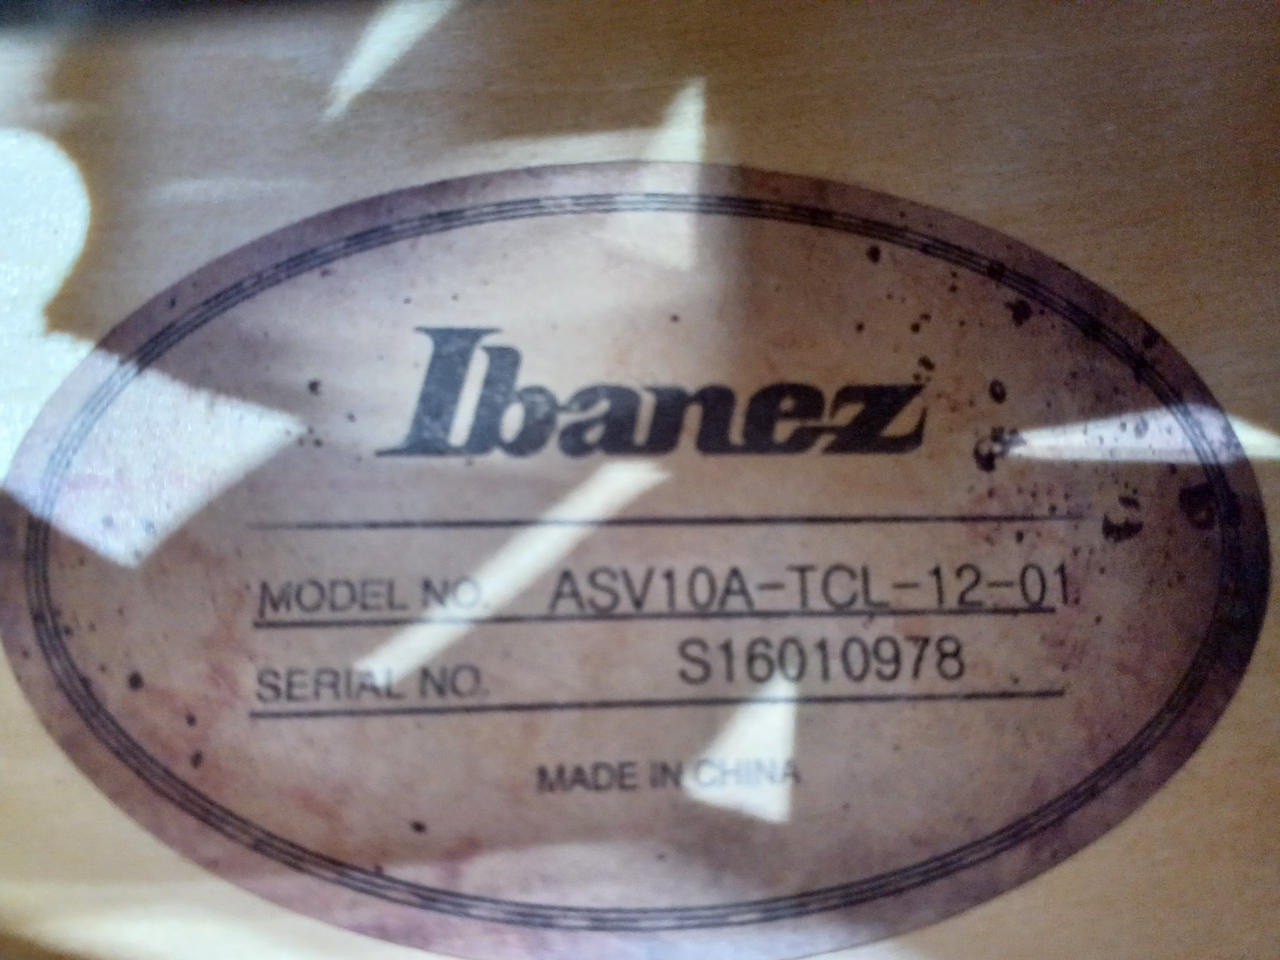 Ibanez
MODEL NO. ASV10A-TCL-12-01
SERIAL NO. S16010978
MADE IN CHINA